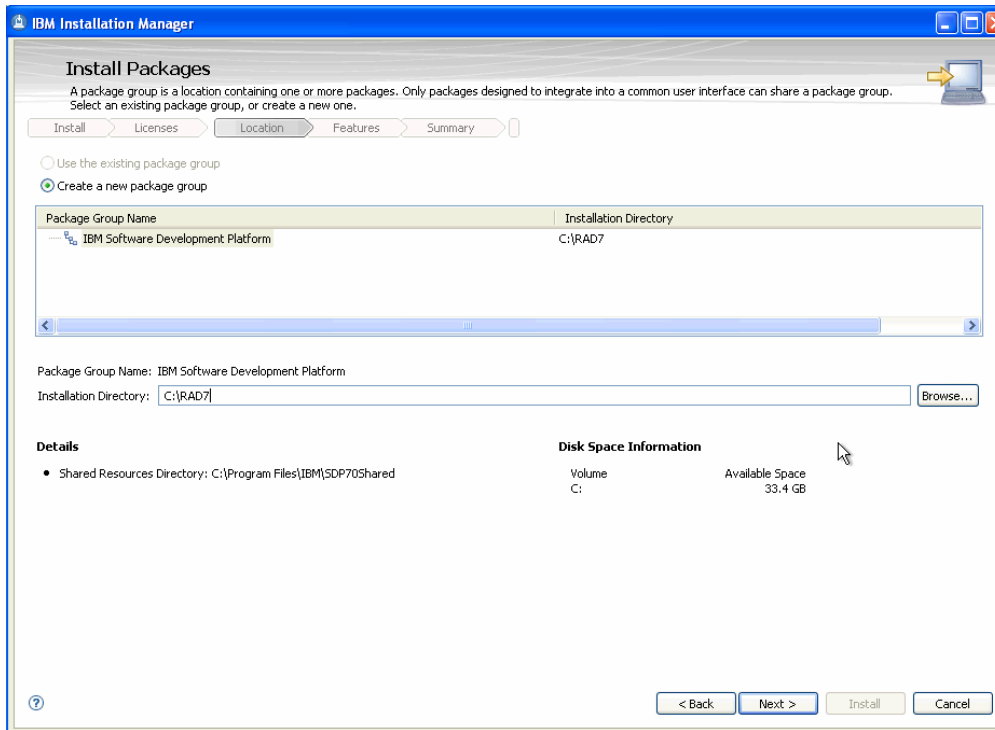 IBM Installation Manager
Install Packages
A package group is a location containing one or more packages. Only packages designed to integrate into a common user interface can share a package group.
Select an existing package group, or create a new one.
Install Licenses Location Features Summary
Use the existing package group
Create a new package group
Package Group Name Installation Directory
IBM Software Development Platform C:\RAD7
Package Group Name: IBM Software Development Platform
Installation Directory: C:\RAD7 Browse...
Details Disk Space Information
• Shared Resources Directory: C:\Program Files\IBM\SDP70Shared Volume Available Space
C: 33.4 GB
? < Back Next > Install Cancel